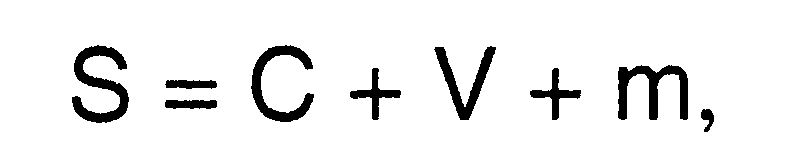 S = C + V + m,